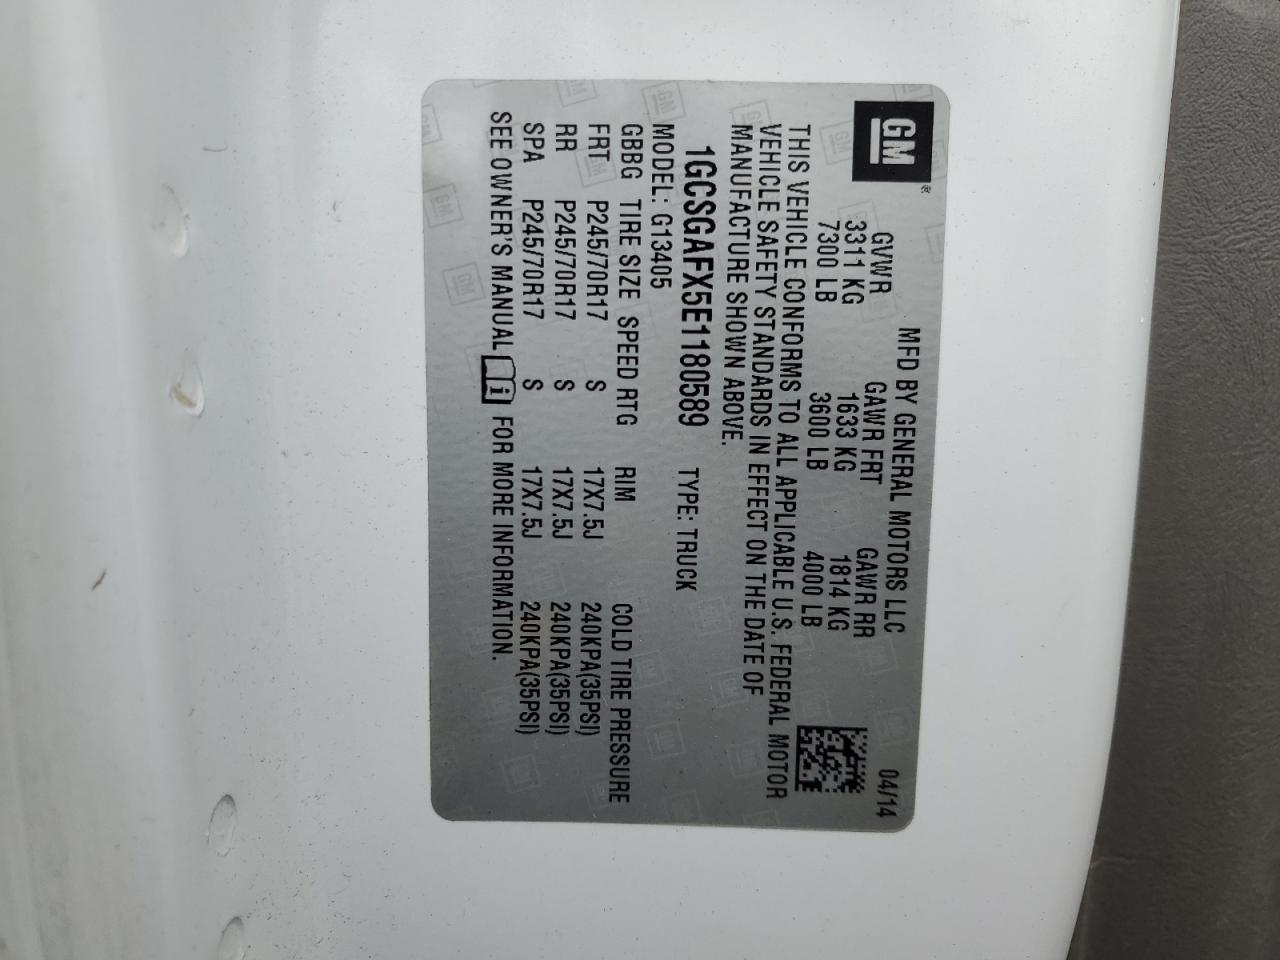 GM ®
MFD BY GENERAL MOTORS LLC 04/14
GVWR GAWR FRT GAWR RR
3311 KG 1633 KG 1814 KG
7300 LB 3600 LB 4000 LB
THIS VEHICLE CONFORMS TO ALL APPLICABLE U.S. FEDERAL MOTOR
VEHICLE SAFETY STANDARDS IN EFFECT ON THE DATE OF
MANUFACTURE SHOWN ABOVE.
1GCSGAFX5E1180589 TYPE: TRUCK
MODEL: G13405
GBBG TIRE SIZE SPEED RTG RIM COLD TIRE PRESSURE
FRT P245/70R17 S 17X7.5J 240KPA(35PSI)
RR P245/70R17 S 17X7.5J 240KPA(35PSI)
SPA P245/70R17 S 17X7.5J 240KPA(35PSI)
SEE OWNER'S MANUAL i FOR MORE INFORMATION.